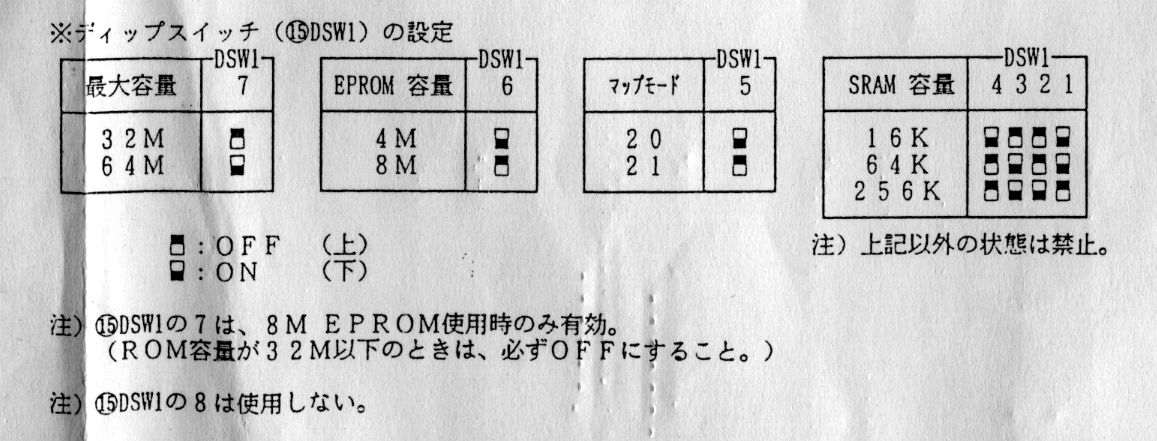 ※ディップスイッチ（⑮DSW1）の設定
DSW1 DSW1 DSW1 DSW1
最大容量 7 EPROM 容量 6 マップモード 5 SRAM 容量 4 3 2 1
３２M ４M ２０ １６K
６４M ８M ２１ ６４K
２５６K
：ＯＦＦ （上）
：ＯＮ （下）
注）上記以外の状態は禁止。
注）⑮DSW1の７は、８Ｍ ＥＰＲＯＭ使用時のみ有効。
（ＲＯＭ容量が３２Ｍ以下のときは、必ずＯＦＦにすること。）
注）⑮DSW1の８は使用しない。